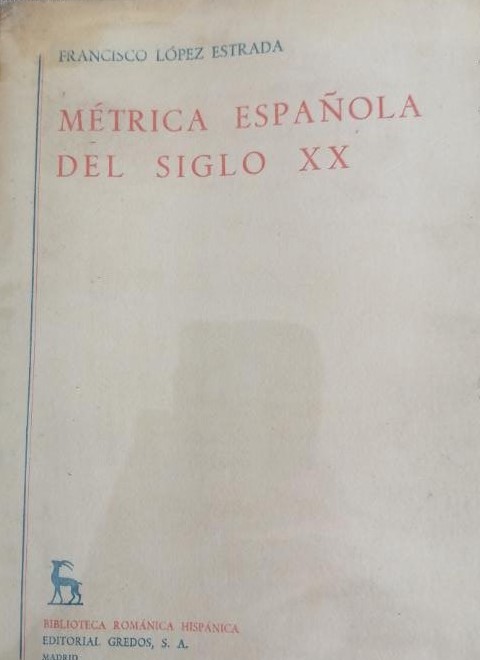 FRANCISCO LÓPEZ ESTRADA
MÉTRICA ESPAÑOLA
DEL SIGLO XX
BIBLIOTECA ROMÁNICA HISPÁNICA
EDITORIAL GREDOS, S. A.
MADRID